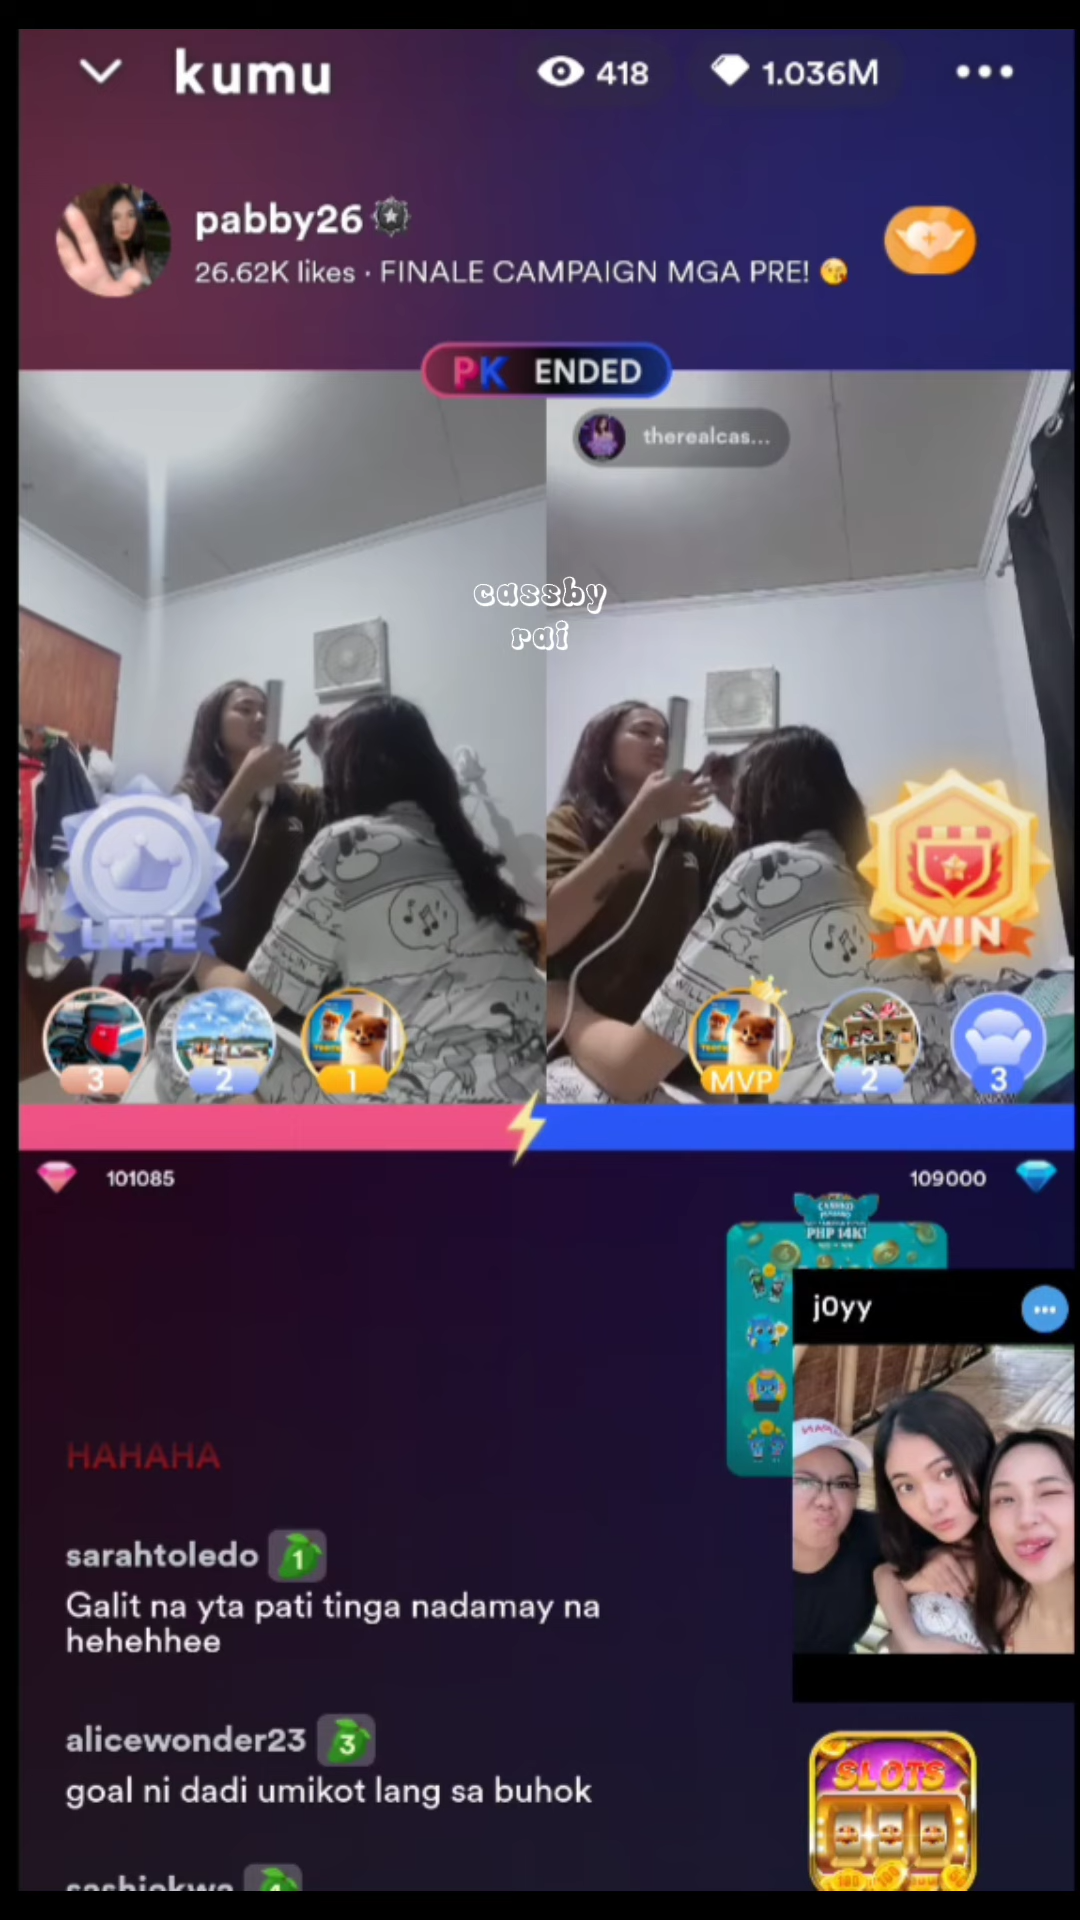 kumu
418
1.036M
pabby26
26.62K likes · FINALE CAMPAIGN MGA PRE! 😘
PK ENDED
therealcas...
cassby
rai
LOSE
WIN
3
2
1
MVP
2
3
101085
109000
PHP 14K!
j0yy
HAHAHA
sarahtoledo 1
Galit na yta pati tinga nadamay na
hehehhee
alicewonder23 3
goal ni dadi umikot lang sa buhok
SLOTS